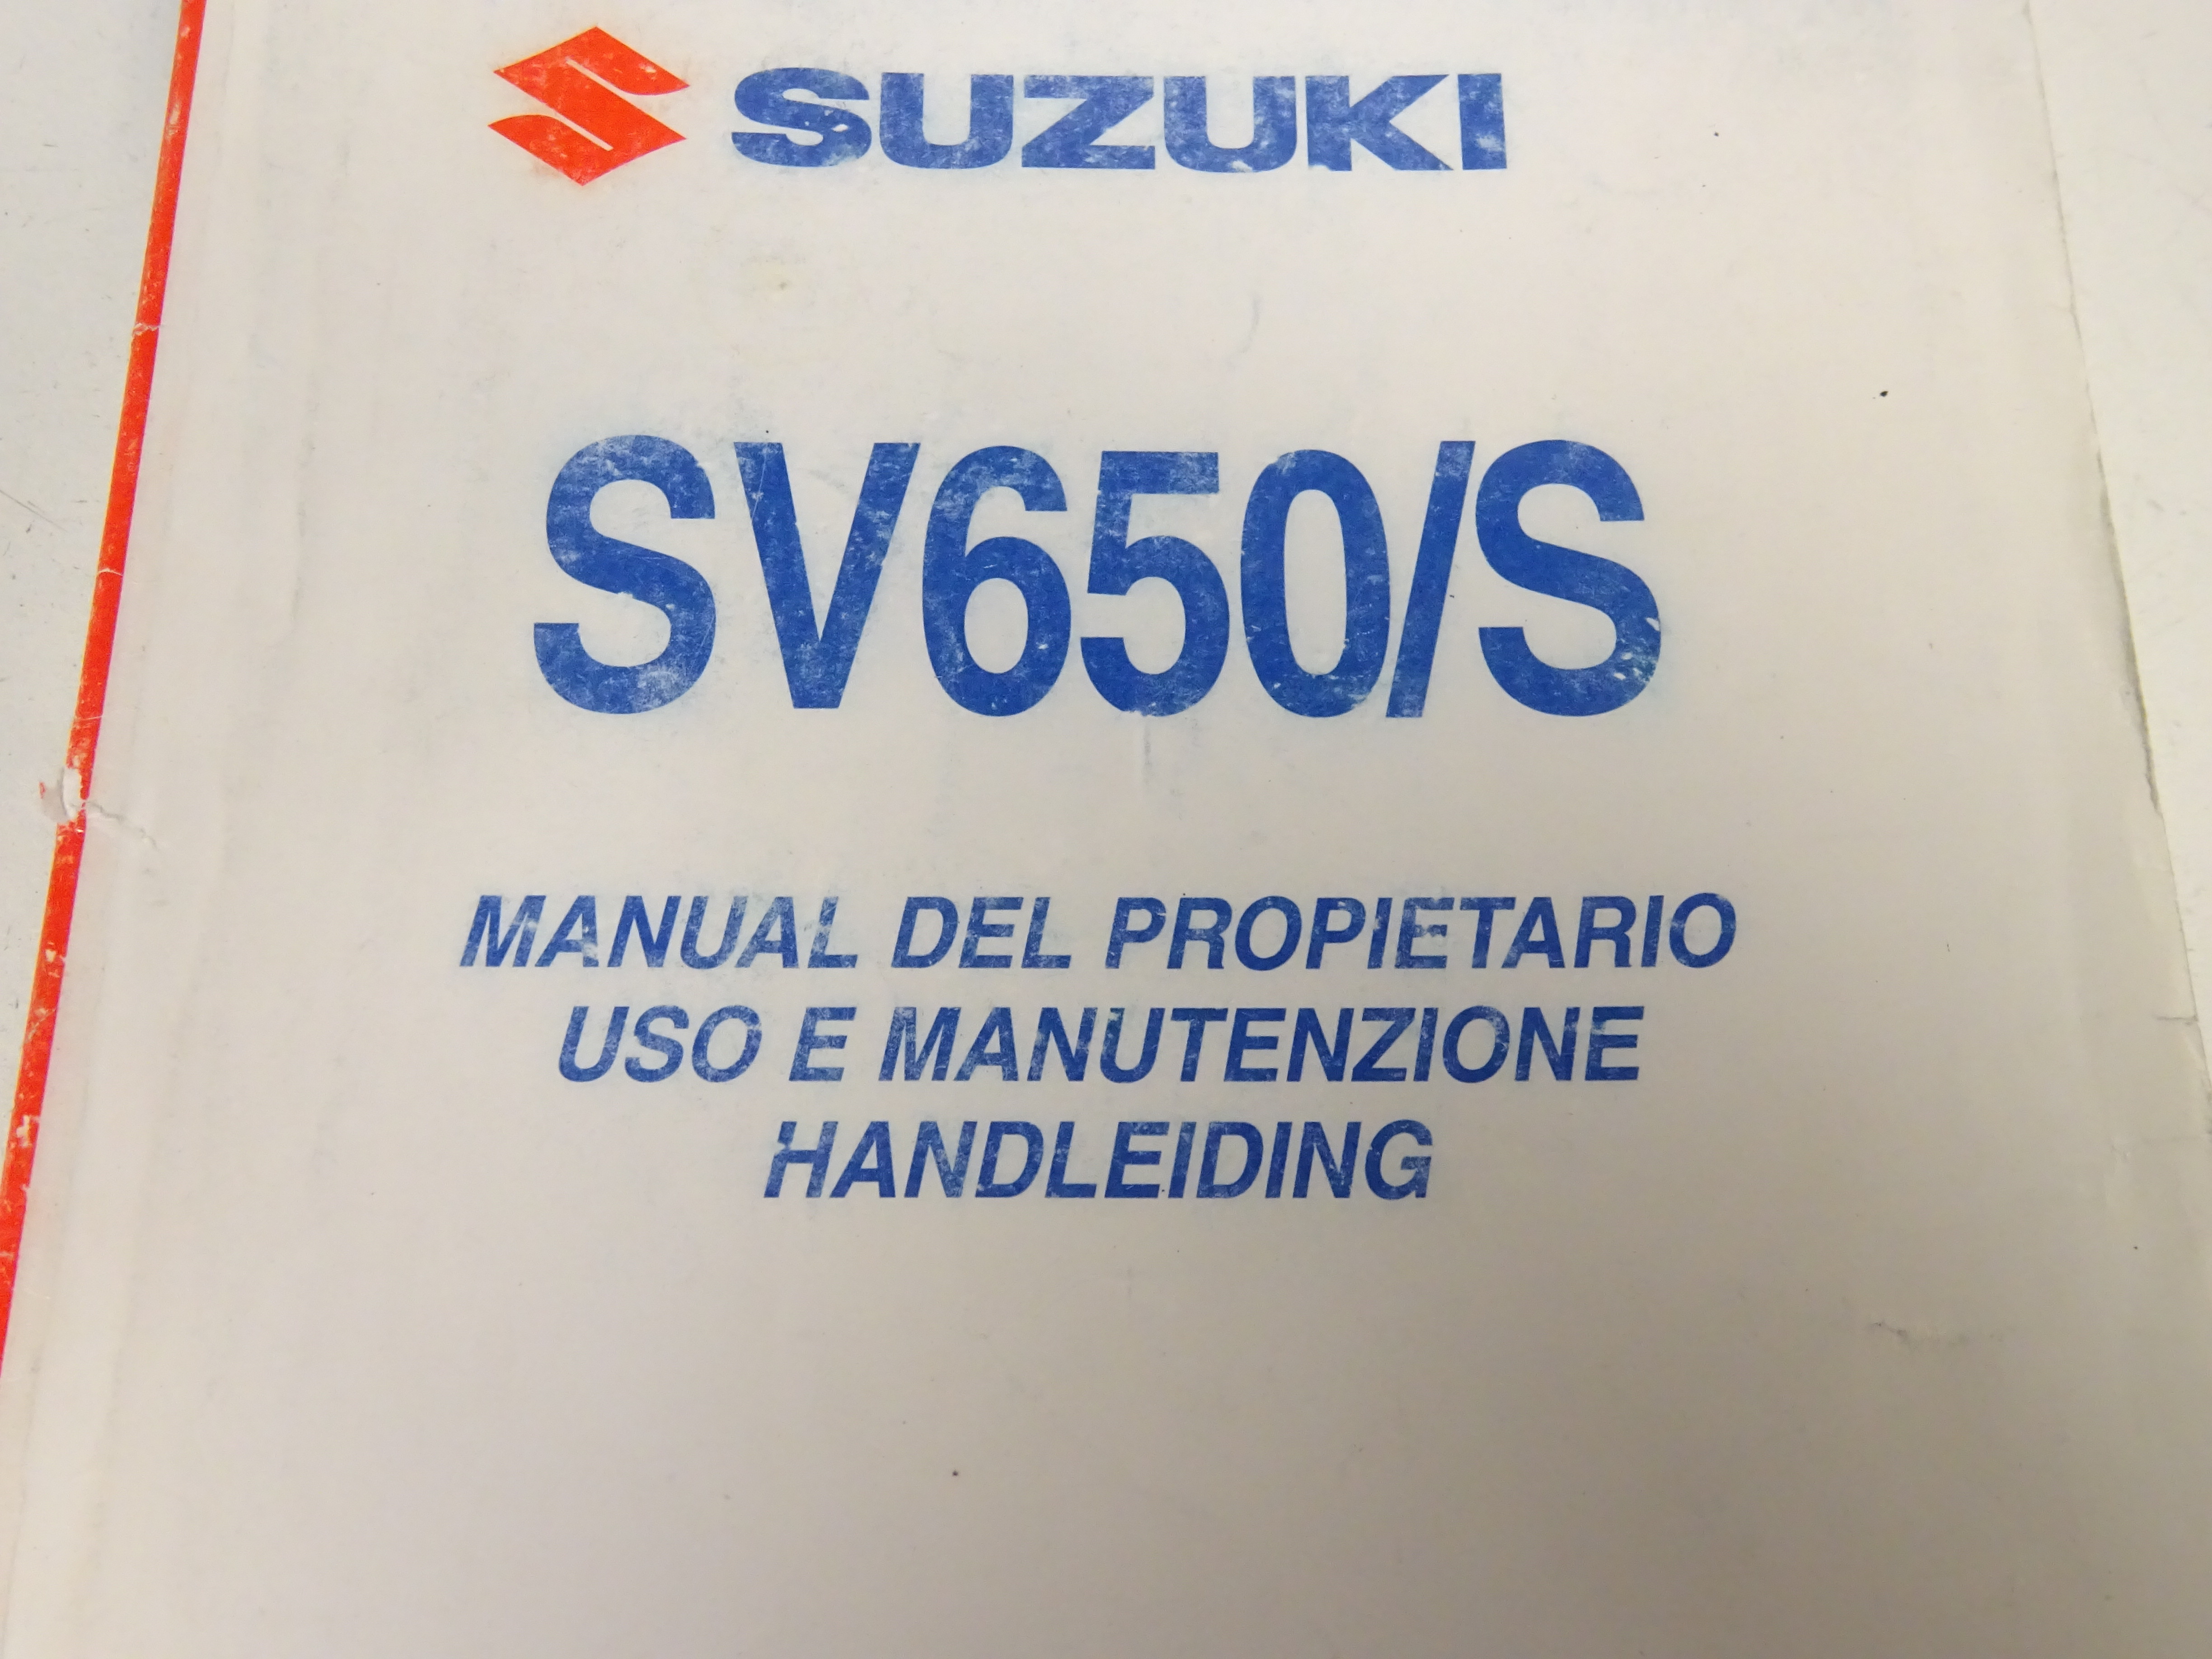 SUZUKI
SV650/S
MANUAL DEL PROPIETARIO
USO E MANUTENZIONE
HANDLEIDING